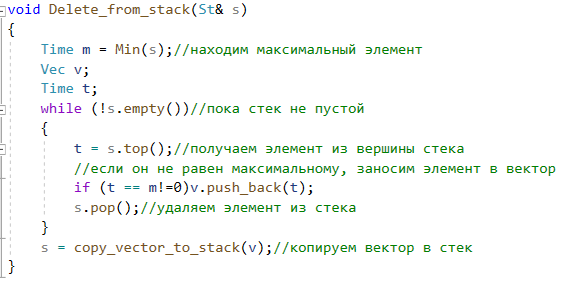 void Delete_from_stack(St& s)
{
Time m = Min(s);//находим максимальный элемент
Vec v;
Time t;
while (!s.empty())//пока стек не пустой
{
t = s.top();//получаем элемент из вершины стека
//если он не равен максимальному, заносим элемент в вектор
if (t == m!=0)v.push_back(t);
s.pop();//удаляем элемент из стека
}
s = copy_vector_to_stack(v);//копируем вектор в стек
}